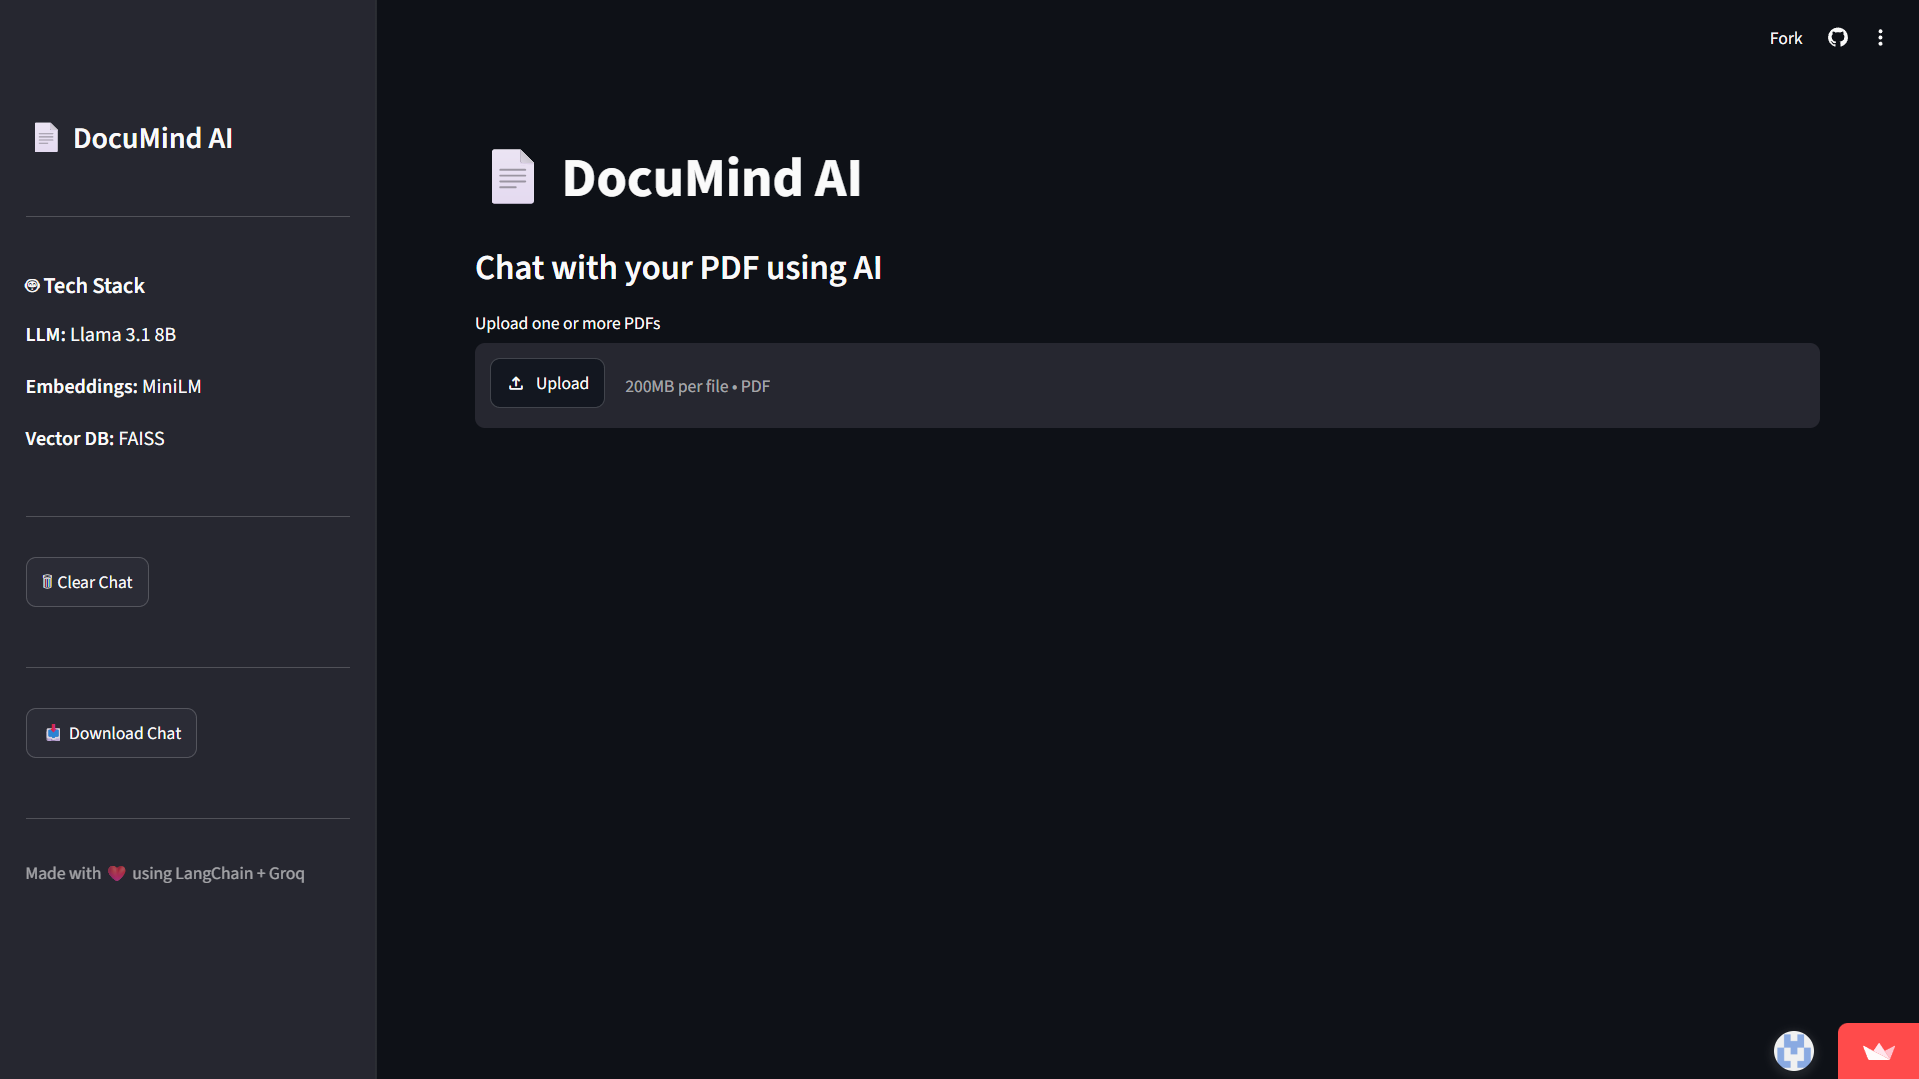 Fork
DocuMind AI
Tech Stack
LLM: Llama 3.1 8B
Embeddings: MiniLM
Vector DB: FAISS
Clear Chat
Download Chat
Made with ❤️ using LangChain + Groq
DocuMind AI
Chat with your PDF using AI
Upload one or more PDFs
Upload
200MB per file • PDF